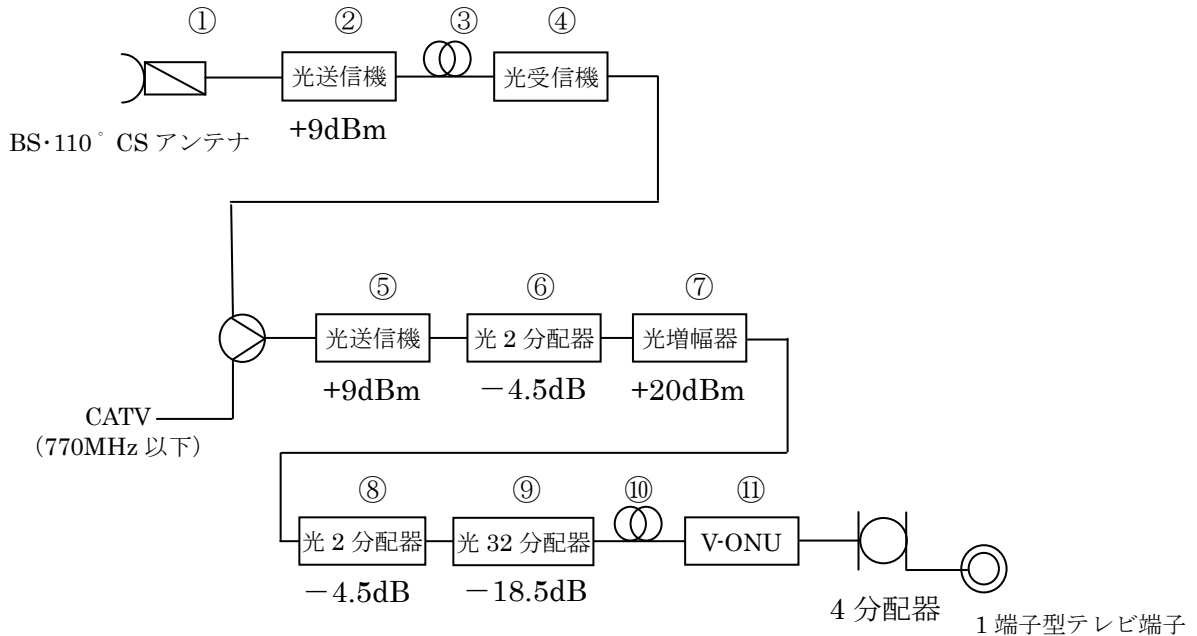 ① ② ③ ④
光送信機 光受信機
+9dBm
BS･110゜CS アンテナ
⑤ ⑥ ⑦
光送信機 光 2 分配器 光増幅器
+9dBm －4.5dB +20dBm
CATV
（770MHz 以下）
⑧ ⑨ ⑩ ⑪
光 2 分配器 光 32 分配器 V-ONU
－4.5dB －18.5dB
4 分配器
1 端子型テレビ端子